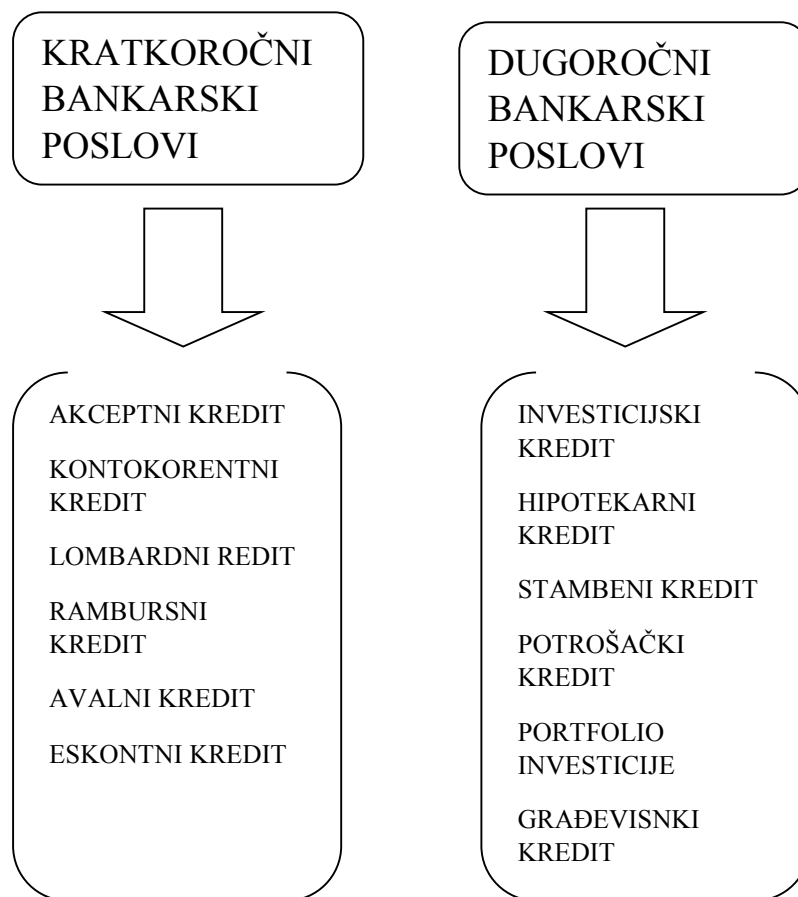 KRATKOROČNI
BANKARSKI
POSLOVI
DUGOROČNI
BANKARSKI
POSLOVI
AKCEPTNI KREDIT
KONTOKORENTNI
KREDIT
LOMBARDNI REDIT
RAMBURSNI
KREDIT
AVALNI KREDIT
ESKONTNI KREDIT
INVESTICIJSKI
KREDIT
HIPOTEKARNI
KREDIT
STAMBENI KREDIT
POTROŠAČKI
KREDIT
PORTFOLIO
INVESTICIJE
GRAĐEVISNKI
KREDIT